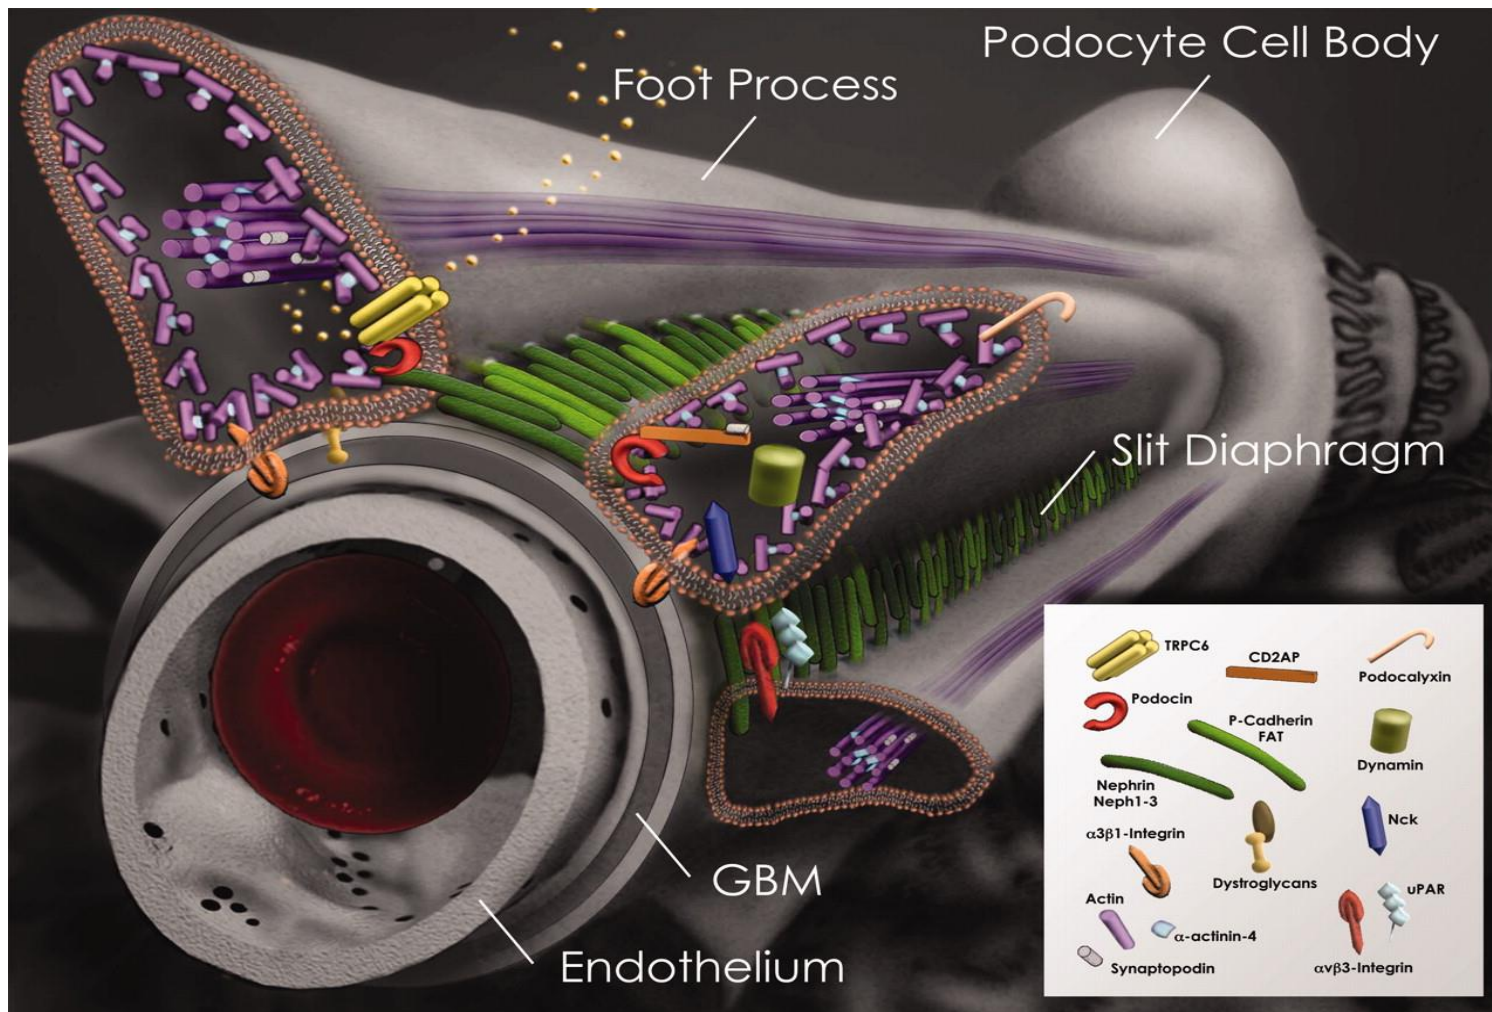 Podocyte Cell Body
Foot Process
Slit Diaphragm
GBM
Endothelium
TRPC6
CD2AP
Podocalyxin
Podocin
P-Cadherin
FAT
Dynamin
Nephrin
Neph1-3
Nck
α3β1-Integrin
Dystroglycans
uPAR
Actin
α-actinin-4
Synaptopodin
αvβ3-Integrin